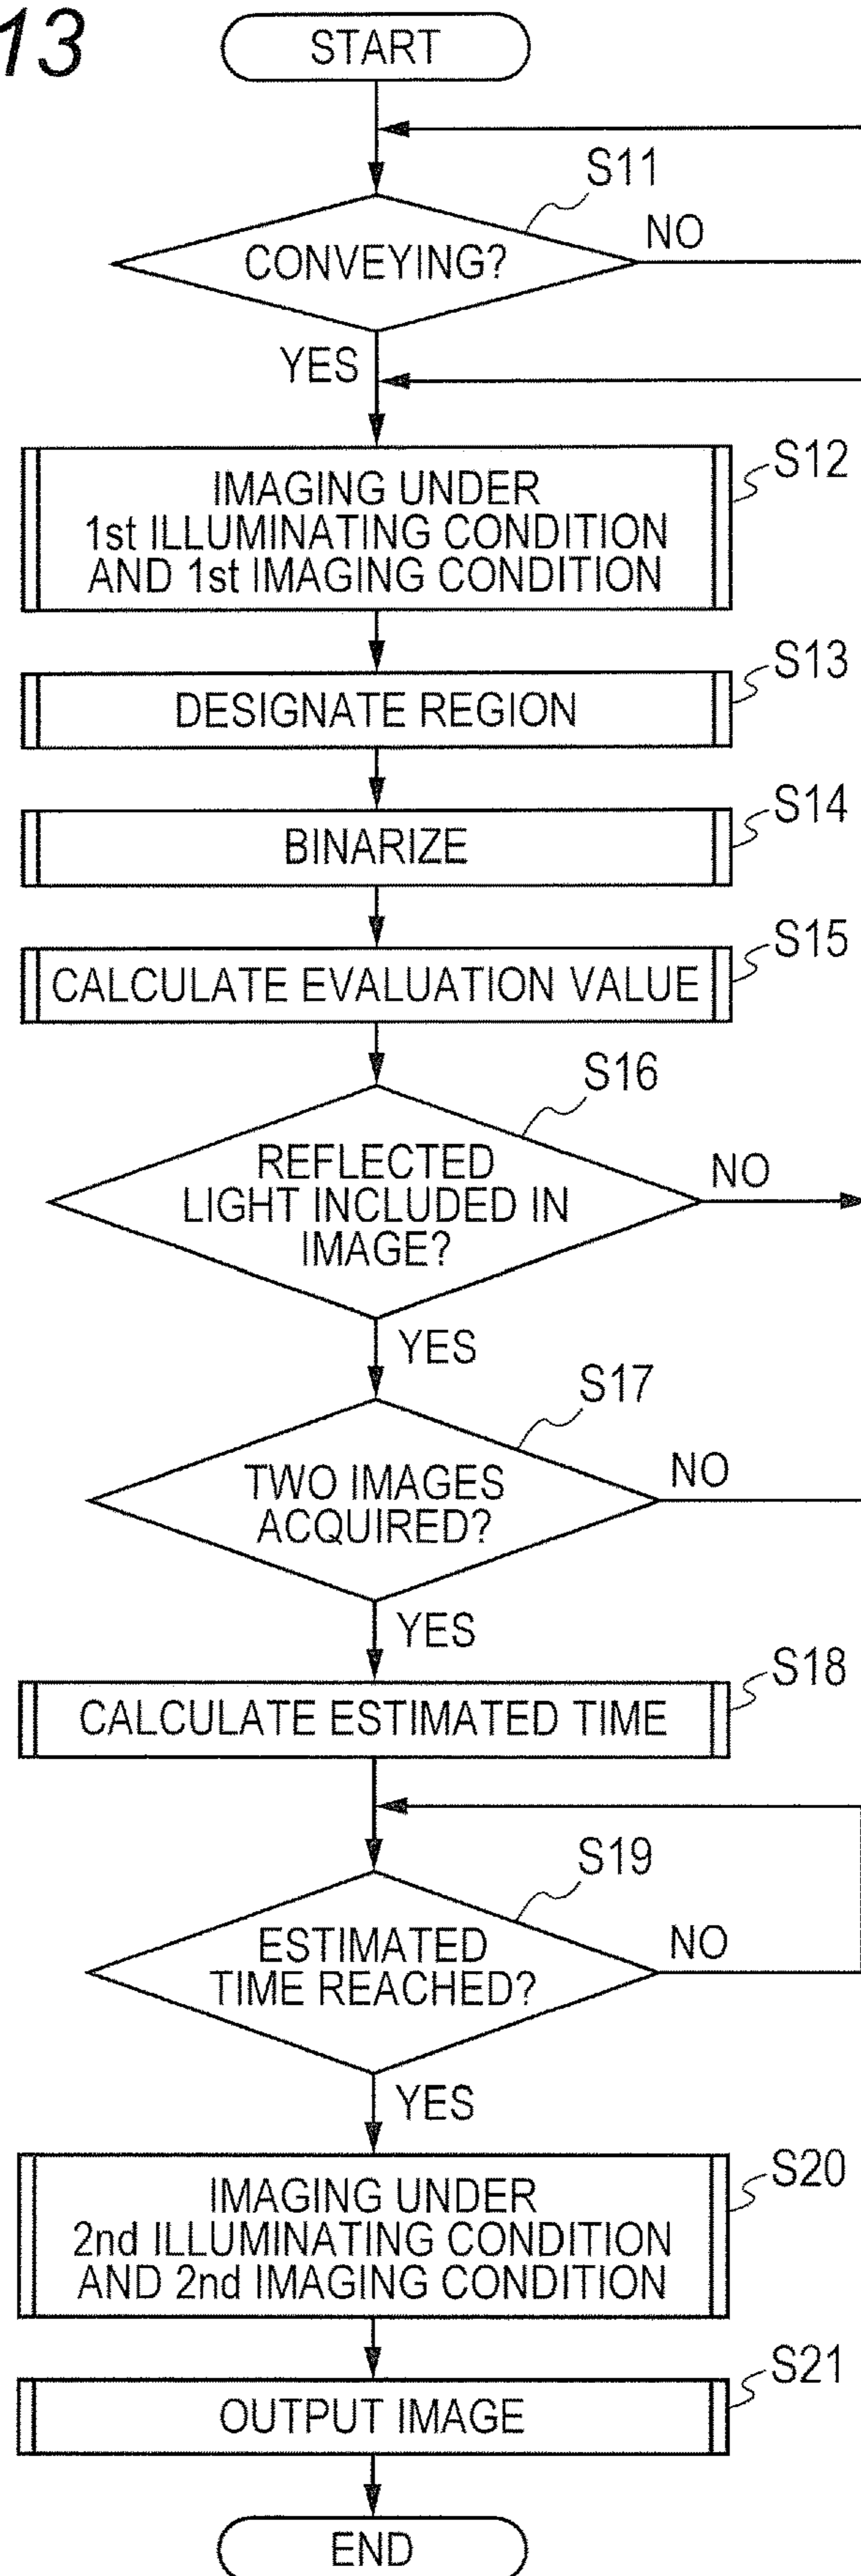 13
START
S11
CONVEYING?
NO
YES
S12
IMAGING UNDER
1st ILLUMINATING CONDITION
AND 1st IMAGING CONDITION
S13
DESIGNATE REGION
S14
BINARIZE
S15
CALCULATE EVALUATION VALUE
S16
REFLECTED
LIGHT INCLUDED IN
IMAGE?
NO
YES
S17
TWO IMAGES
ACQUIRED?
NO
YES
S18
CALCULATE ESTIMATED TIME
S19
ESTIMATED
TIME REACHED?
NO
YES
S20
IMAGING UNDER
2nd ILLUMINATING CONDITION
AND 2nd IMAGING CONDITION
S21
OUTPUT IMAGE
END